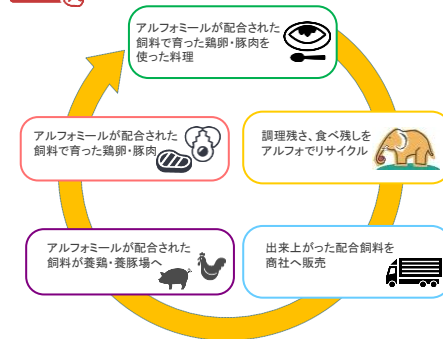 アルフォミールが配合された
飼料で育った鶏卵・豚肉を
使った料理
調理残さ、食べ残しを
アルフォでリサイクル
出来上がった配合飼料を
商社へ販売
アルフォミールが配合された
飼料が養鶏・養豚場へ
アルフォミールが配合された
飼料で育った鶏卵・豚肉